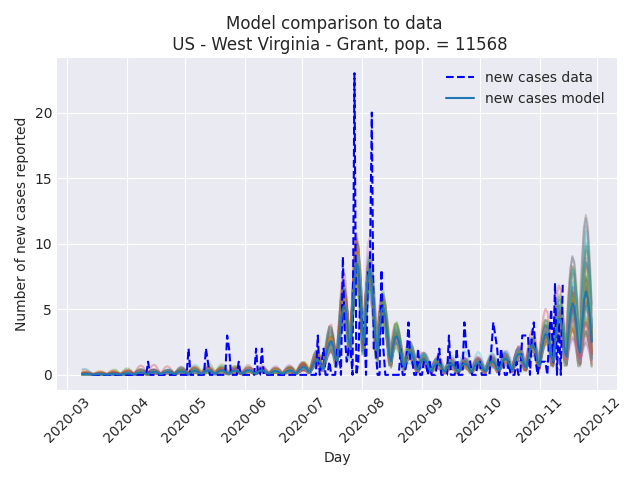 Model comparison to data
US - West Virginia - Grant, pop. = 11568
new cases data
new cases model
Number of new cases reported
20
15
10
5
0
2020-03
2020-04
2020-05
2020-06
2020-07
2020-08
2020-09
2020-10
2020-11
2020-12
Day